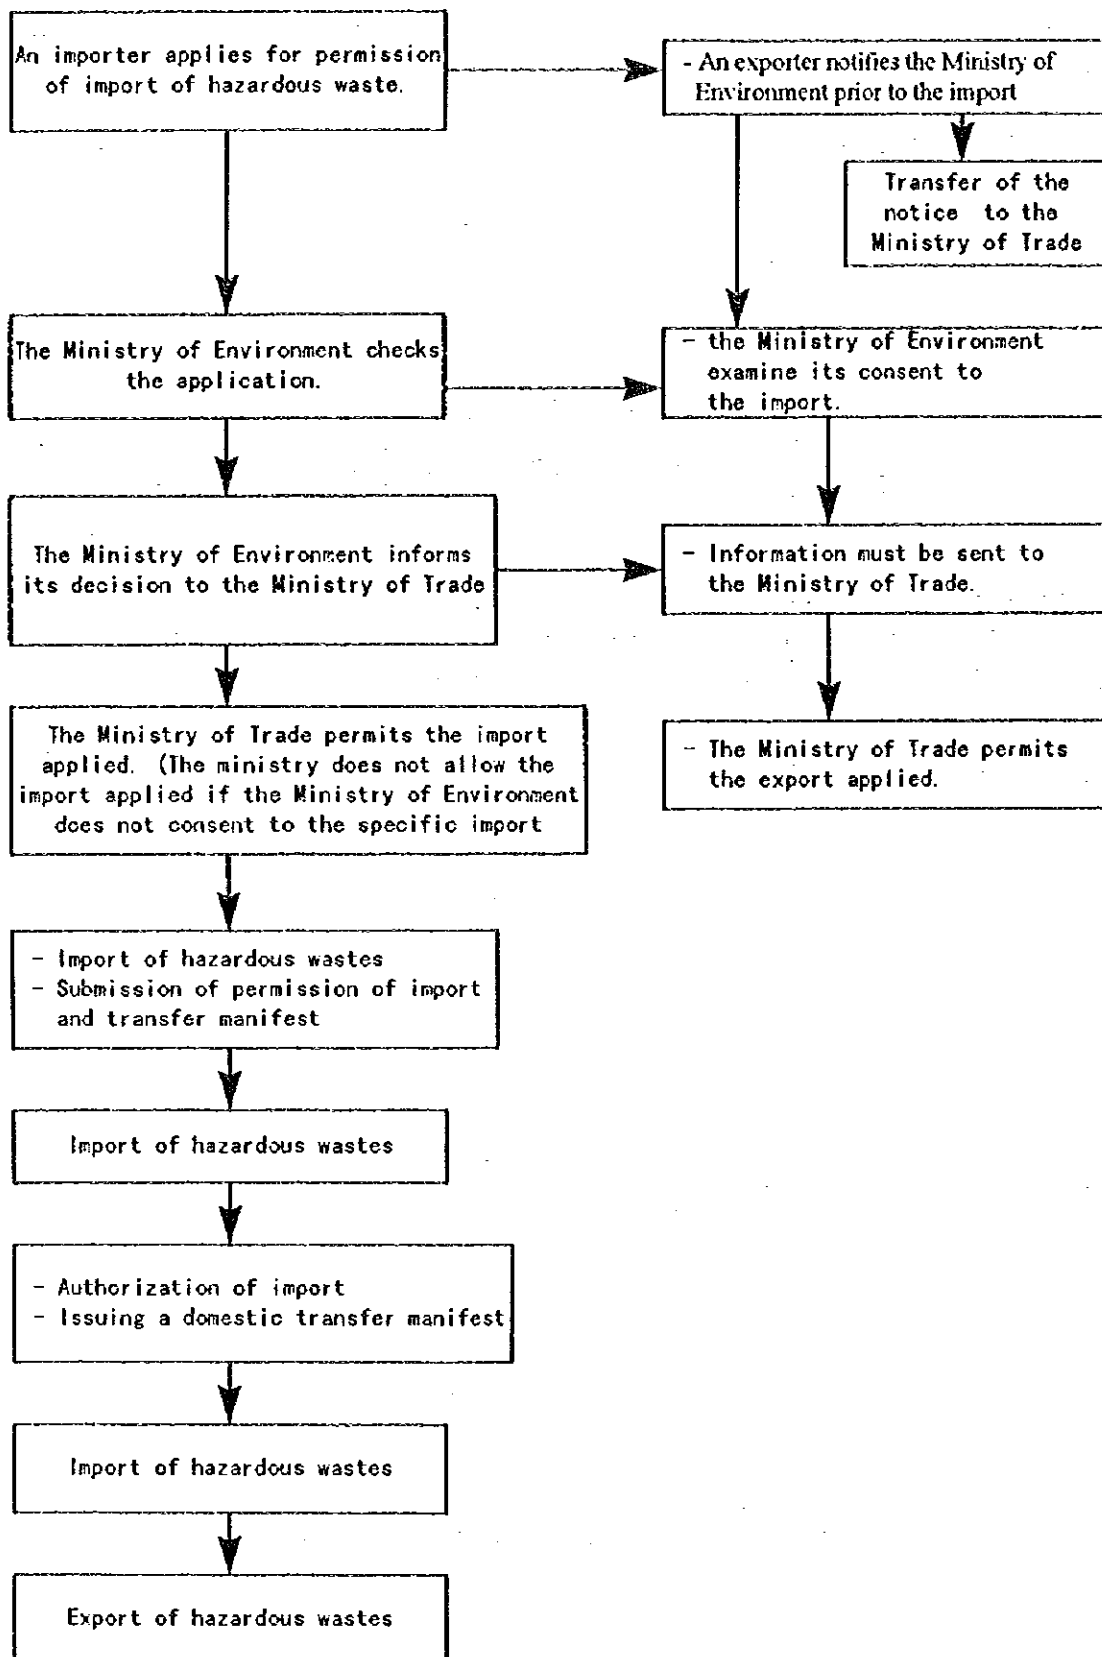 An importer applies for permission
of import of hazardous waste.
- An exporter notifies the Ministry of
Environment prior to the import
Transfer of the
notice to the
Ministry of Trade
The Ministry of Environment checks
the application.
- the Ministry of Environment
examine its consent to
the import.
The Ministry of Environment informs
its decision to the Ministry of Trade
- Information must be sent to
the Ministry of Trade.
The Ministry of Trade permits the import
applied. (The ministry does not allow the
import applied if the Ministry of Environment
does not consent to the specific import
- The Ministry of Trade permits
the export applied.
- Import of hazardous wastes
- Submission of permission of import
and transfer manifest
Import of hazardous wastes
- Authorization of import
- Issuing a domestic transfer manifest
Import of hazardous wastes
Export of hazardous wastes